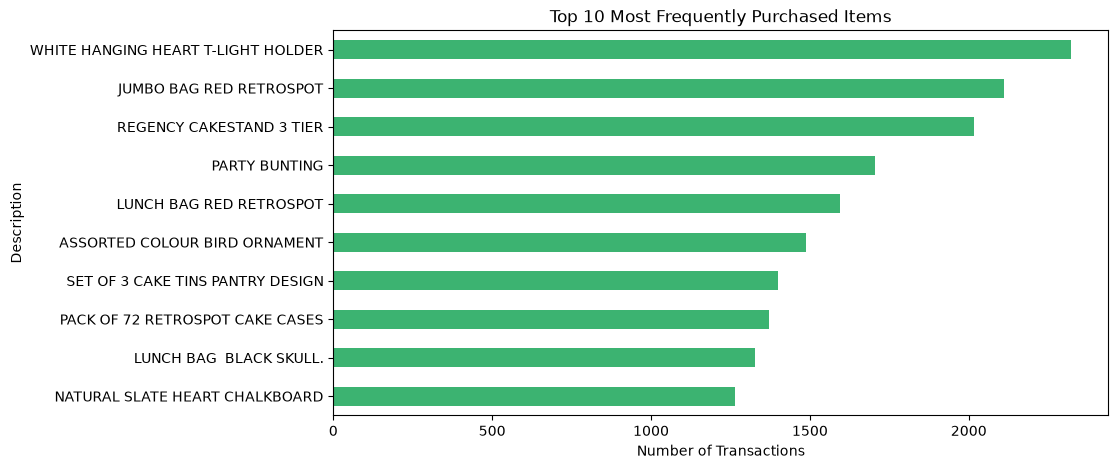 Top 10 Most Frequently Purchased Items
WHITE HANGING HEART T-LIGHT HOLDER
JUMBO BAG RED RETROSPOT
REGENCY CAKESTAND 3 TIER
PARTY BUNTING
LUNCH BAG RED RETROSPOT
ASSORTED COLOUR BIRD ORNAMENT
SET OF 3 CAKE TINS PANTRY DESIGN
PACK OF 72 RETROSPOT CAKE CASES
LUNCH BAG  BLACK SKULL.
NATURAL SLATE HEART CHALKBOARD
Description
0 500 1000 1500 2000
Number of Transactions